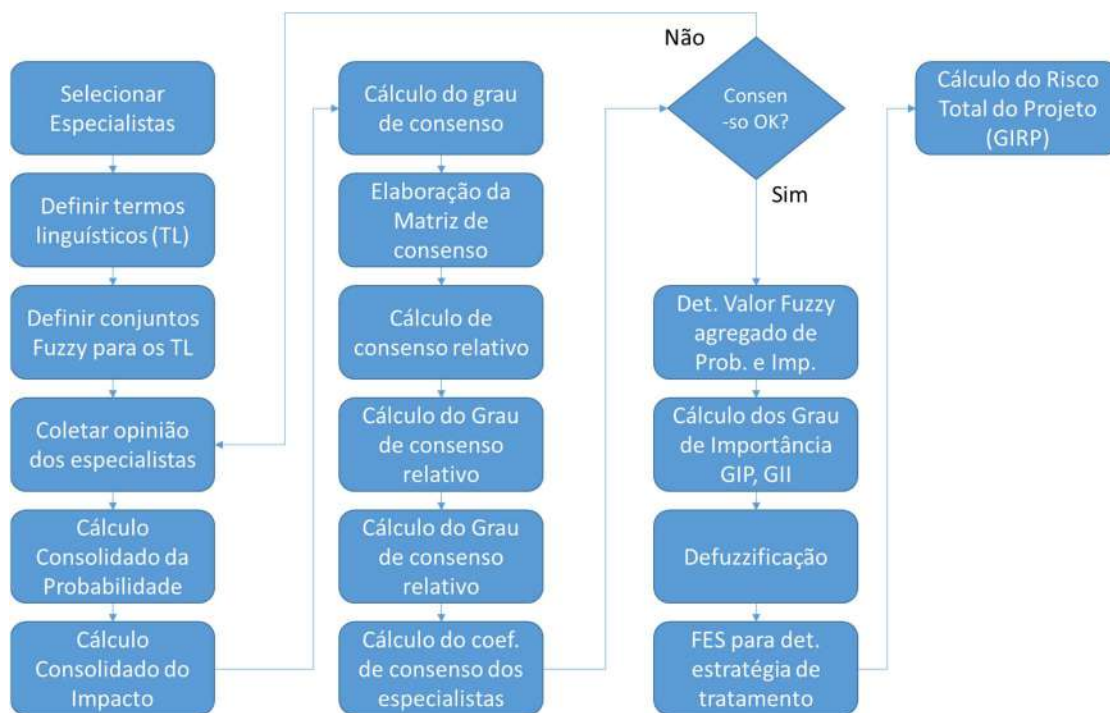 Selecionar
Especialistas
Definir termos
linguísticos (TL)
Definir conjuntos
Fuzzy para os TL
Coletar opinião
dos especialistas
Cálculo
Consolidado da
Probabilidade
Cálculo
Consolidado do
Impacto
Cálculo do grau
de consenso
Elaboração da
Matriz de
consenso
Cálculo de
consenso relativo
Cálculo do Grau
de consenso
relativo
Cálculo do Grau
de consenso
relativo
Cálculo do coef.
de consenso dos
especialistas
Não
Consen
-so OK?
Sim
Det. Valor Fuzzy
agregado de
Prob. e Imp.
Cálculo dos Grau
de Importância
GIP, GII
Defuzzificação
FES para det.
estratégia de
tratamento
Cálculo do Risco
Total do Projeto
(GIRP)